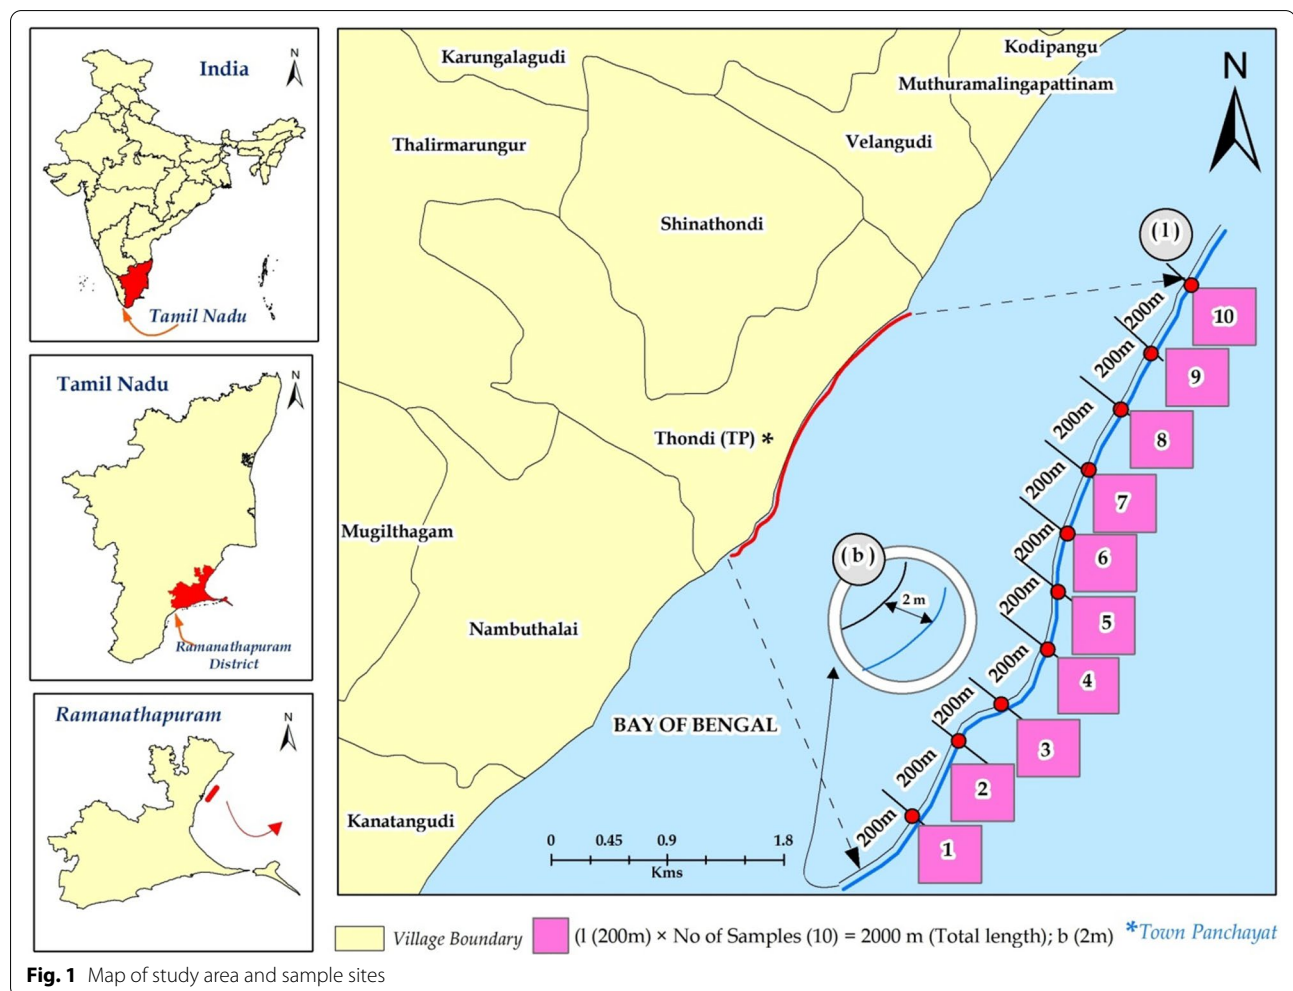 India
N
Tamil Nadu
Tamil Nadu
N
Ramanathapuram
District
Ramanathapuram
N
Karungalagudi
Kodipangu
Muthuramalingapattinam
Thalirmarungur
Velangudi
Shinathondi
Thondi (TP) *
Mugilthagam
Nambuthalai
Kanatangudi
BAY OF BENGAL
N
(1)
200m
10
200m
9
200m
8
200m
7
200m
6
200m
5
200m
4
200m
3
200m
2
200m
1
(b)
2 m
0 0.45 0.9 1.8
Kms
Village Boundary
(l (200m) × No of Samples (10) = 2000 m (Total length); b (2m)
*Town Panchayat
Fig. 1 Map of study area and sample sites